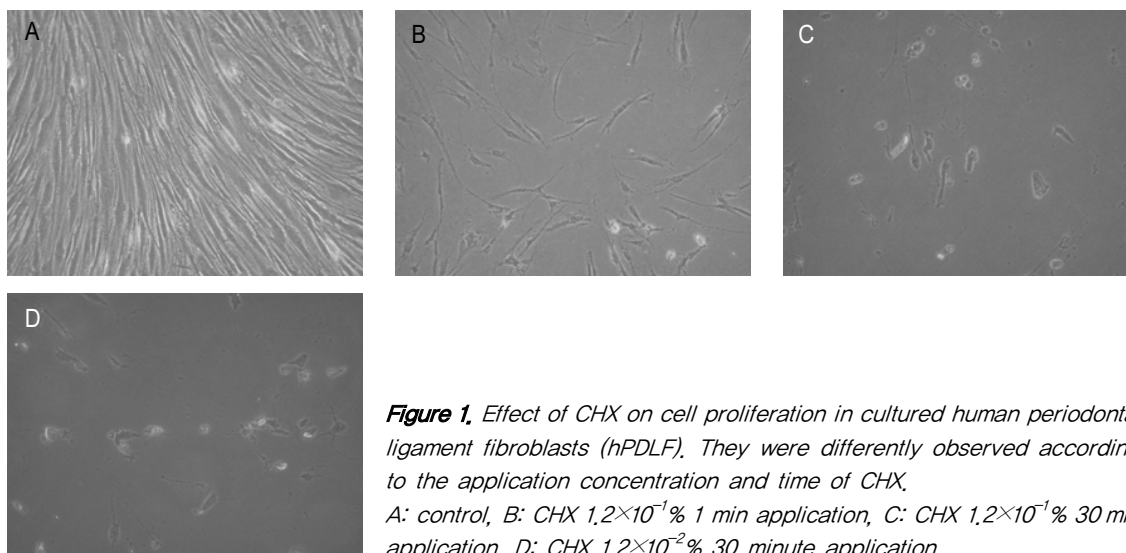 A
B
C
D
Figure 1. Effect of CHX on cell proliferation in cultured human periodonta
ligament fibroblasts (hPDLF). They were differently observed accordin
to the application concentration and time of CHX.
A: control, B: CHX 1.2×10⁻¹% 1 min application, C: CHX 1.2×10⁻¹% 30 mi
application, D: CHX 1.2×10⁻²% 30 minute application